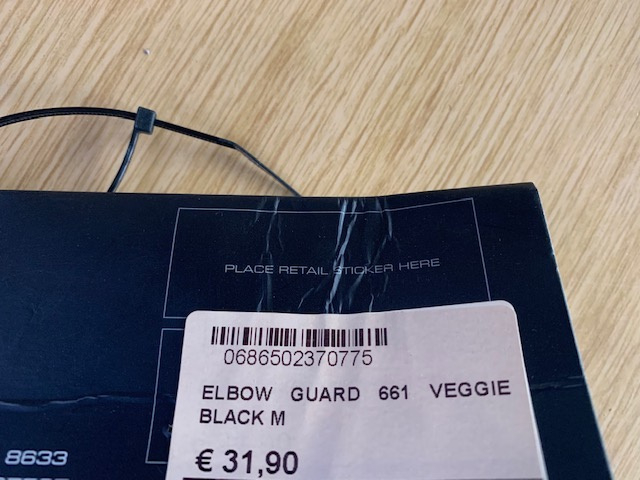 PLACE RETAIL STICKER HERE
0686502370775
ELBOW GUARD 661 VEGGIE
BLACK M
8633
€ 31,90